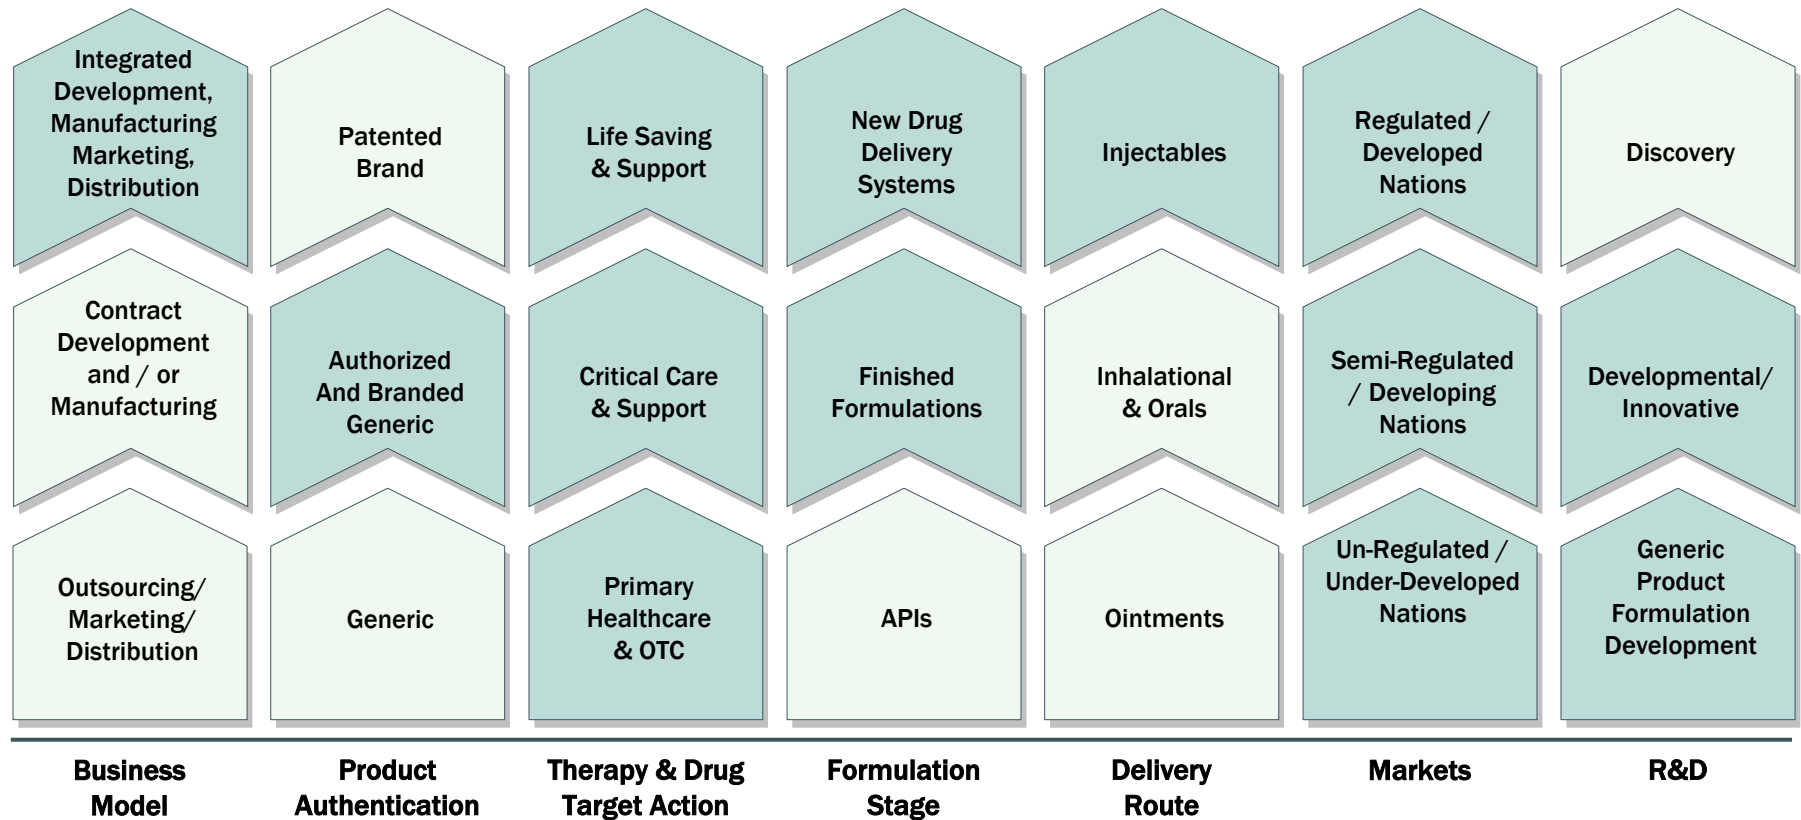 Integrated
Development,
Manufacturing
Marketing,
Distribution
Patented
Brand
Life Saving
& Support
New Drug
Delivery
Systems
Injectables
Regulated /
Developed
Nations
Discovery
Contract
Development
and / or
Manufacturing
Authorized
And Branded
Generic
Critical Care
& Support
Finished
Formulations
Inhalational
& Orals
Semi-Regulated
/ Developing
Nations
Developmental/
Innovative
Outsourcing/
Marketing/
Distribution
Generic
Primary
Healthcare
& OTC
APIs
Ointments
Un-Regulated /
Under-Developed
Nations
Generic
Product
Formulation
Development
Business
Model
Product
Authentication
Therapy & Drug
Target Action
Formulation
Stage
Delivery
Route
Markets
R&D